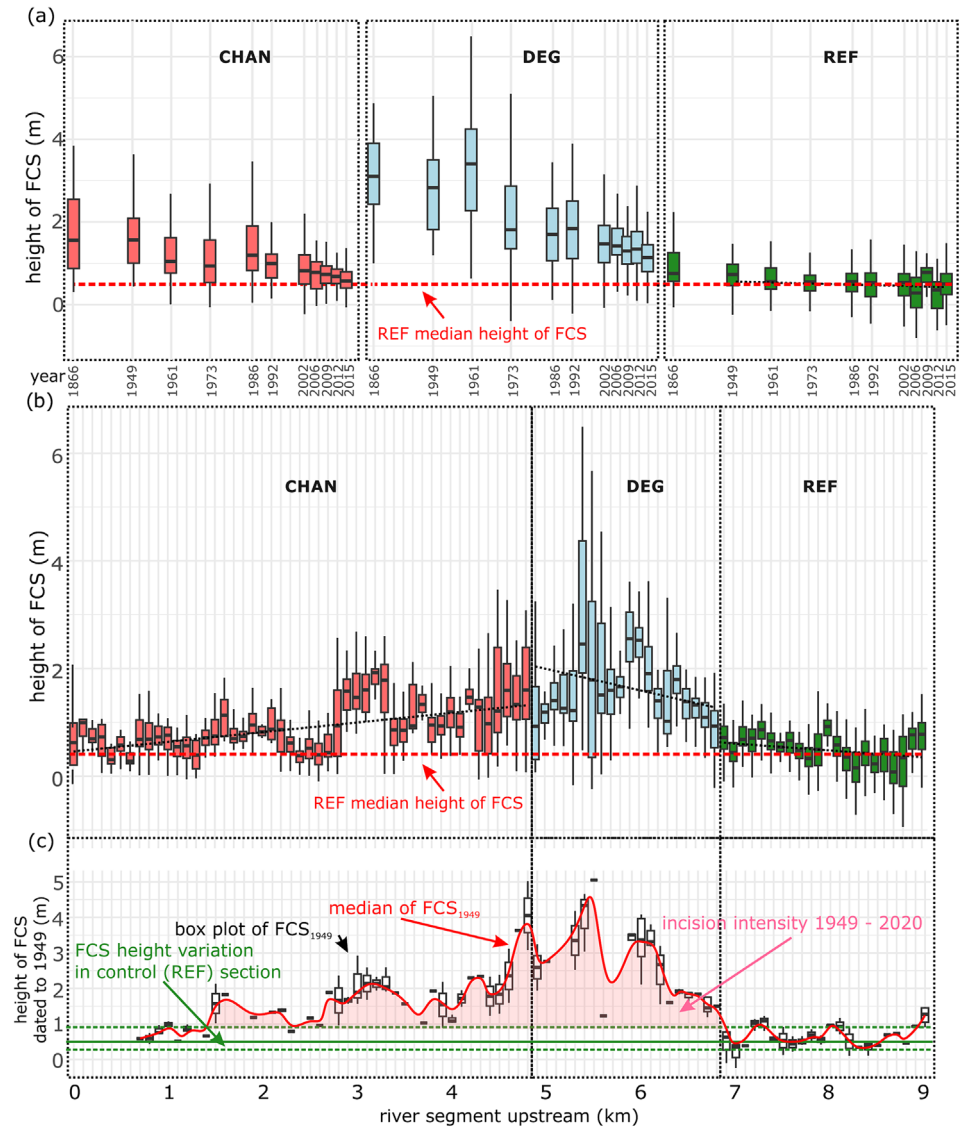 (a)
CHAN DEG REF
height of FCS (m)
6
4
2
0
REF median height of FCS
year
1866 1949 1961 1973 1986 1992 2002 2006 2009 2012 2015
1866 1949 1961 1973 1986 1992 2002 2006 2009 2012 2015
1866 1949 1961 1973 1986 1992 2002 2006 2009 2012 2015
(b)
CHAN DEG REF
height of FCS (m)
6
4
2
0
REF median height of FCS
(c)
height of FCS
dated to 1949 (m)
5
4
3
2
1
0
median of FCS1949
box plot of FCS1949
incision intensity 1949 - 2020
FCS height variation
in control (REF) section
0 1 2 3 4 5 6 7 8 9
river segment upstream (km)